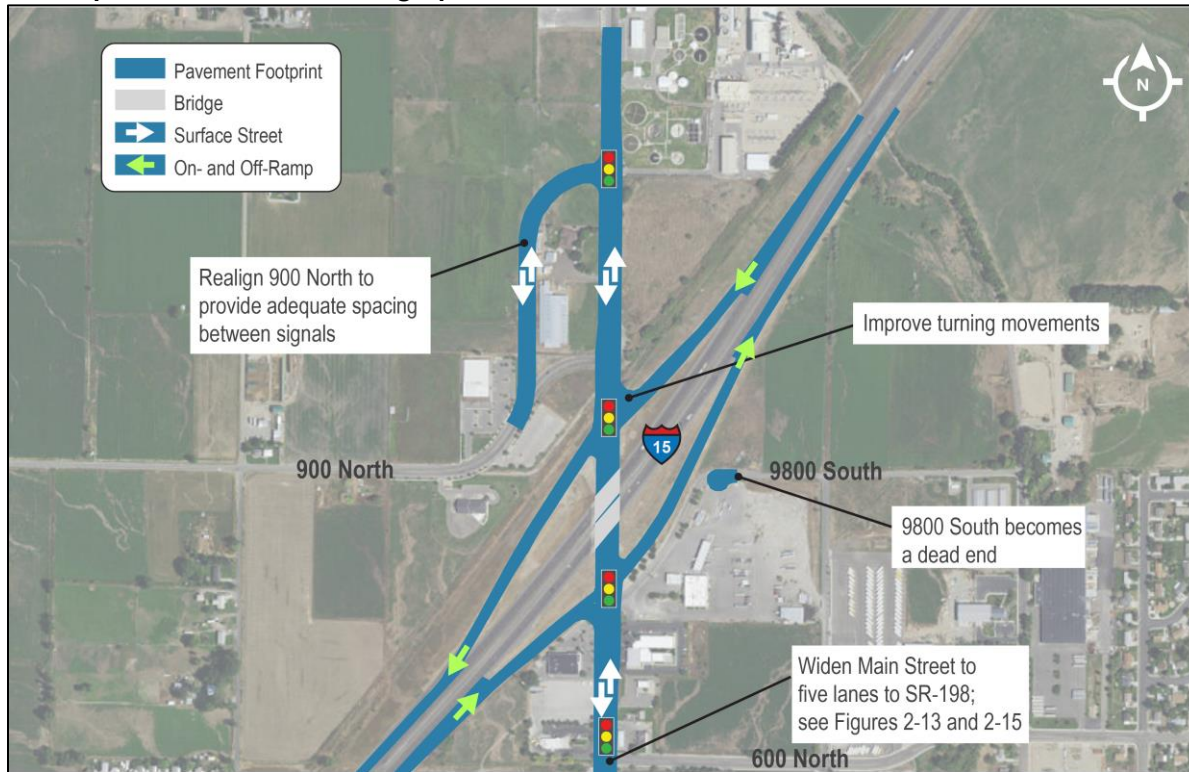 Pavement Footprint
Bridge
Surface Street
On- and Off-Ramp
N
Realign 900 North to
provide adequate spacing
between signals
Improve turning movements
15
900 North
9800 South
9800 South becomes
a dead end
Widen Main Street to
five lanes to SR-198;
see Figures 2-13 and 2-15
600 North